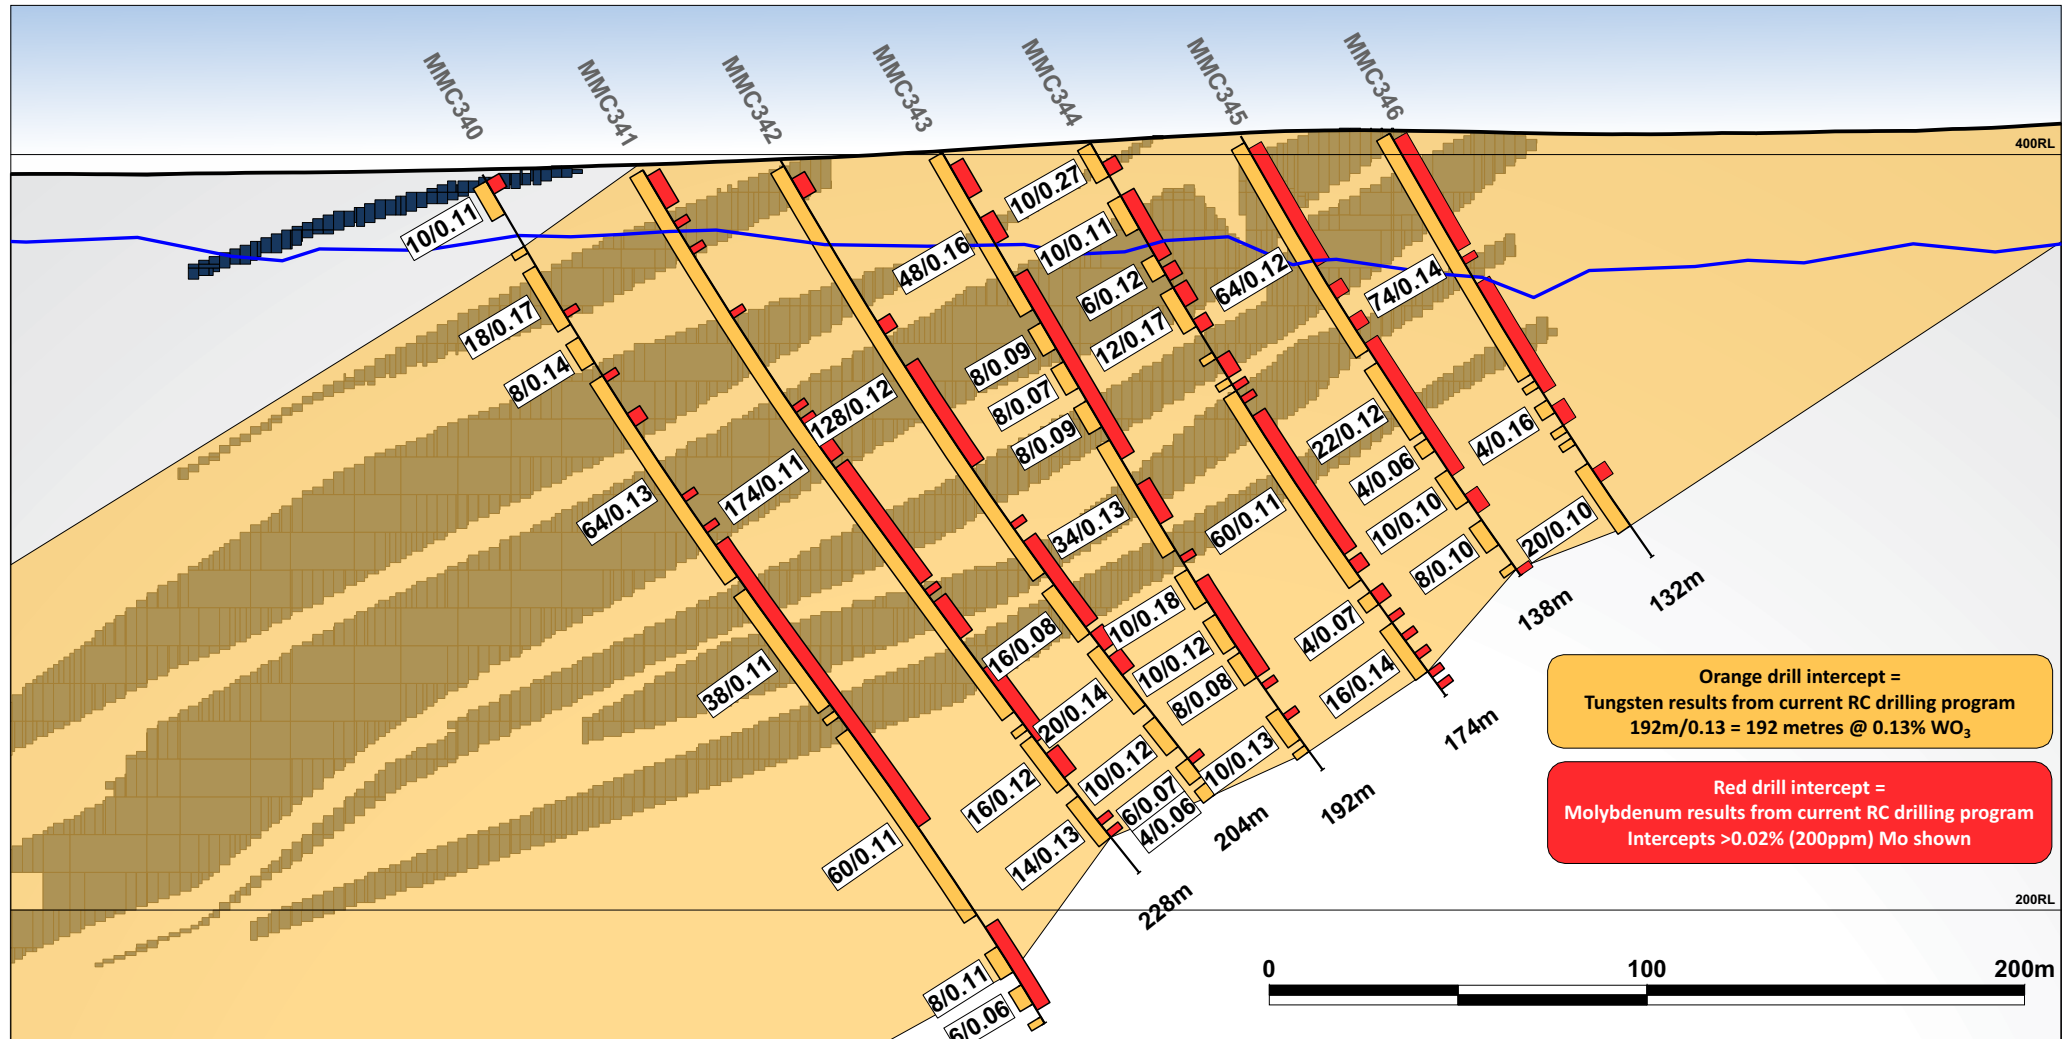 MMC340
MMC341
MMC342
MMC343
MMC344
MMC345
MMC346
400RL
10/0.11
18/0.17
8/0.14
64/0.13
38/0.11
60/0.11
8/0.11
6/0.06
174/0.11
16/0.12
14/0.13
228m
128/0.12
16/0.08
20/0.14
10/0.12
6/0.07
4/0.06
204m
48/0.16
8/0.09
8/0.07
8/0.09
34/0.13
10/0.18
10/0.12
8/0.08
10/0.13
192m
10/0.27
10/0.11
6/0.12
12/0.17
60/0.11
4/0.07
16/0.14
174m
64/0.12
22/0.12
4/0.06
10/0.10
8/0.10
138m
74/0.14
4/0.16
20/0.10
132m
Orange drill intercept =
Tungsten results from current RC drilling program
192m/0.13 = 192 metres @ 0.13% WO₃
Red drill intercept =
Molybdenum results from current RC drilling program
Intercepts >0.02% (200ppm) Mo shown
200RL
0 100 200m